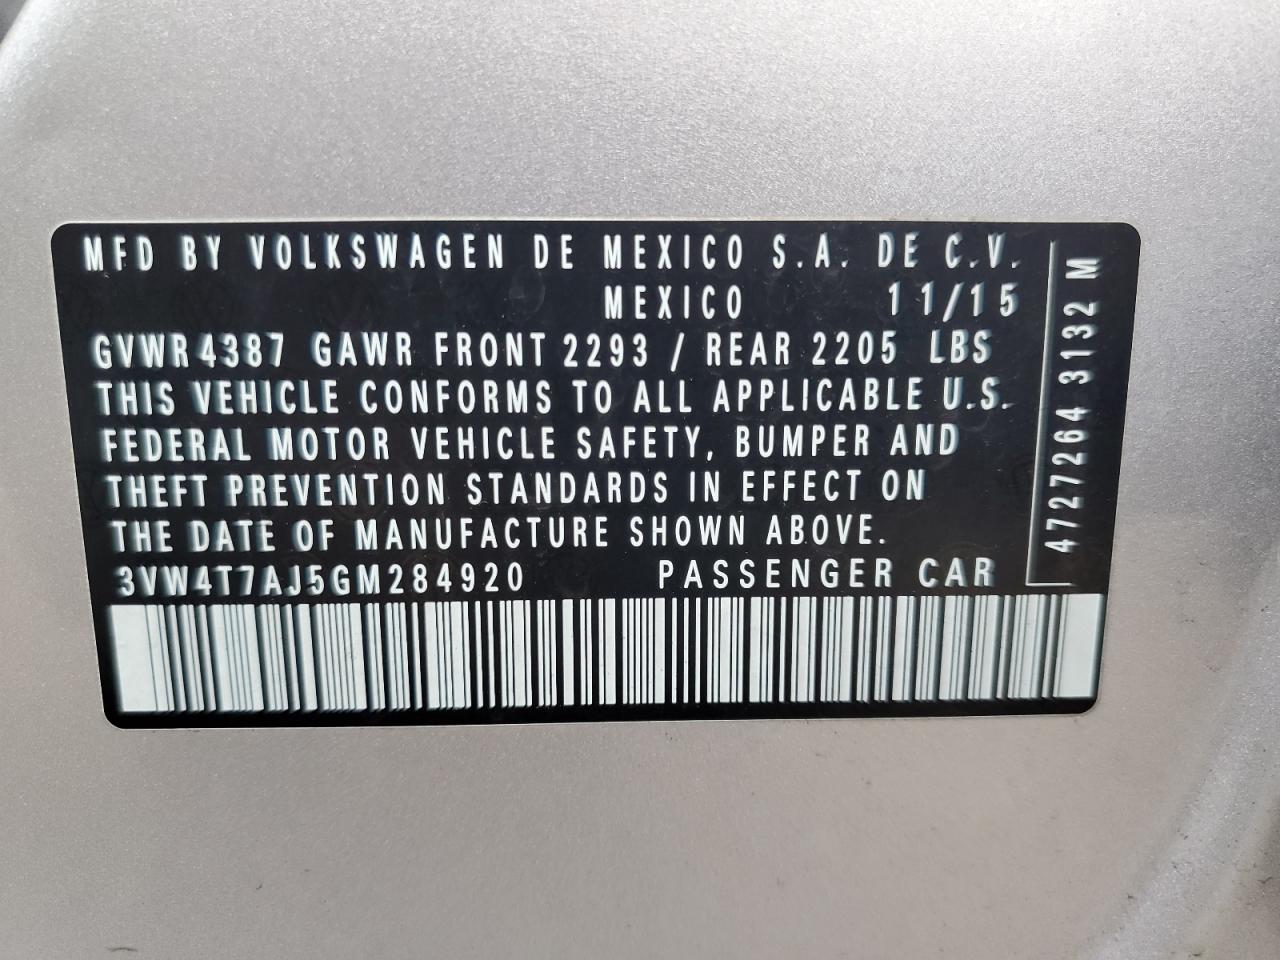 MFD BY VOLKSWAGEN DE MEXICO S.A. DE C.V.
MEXICO 11/15
GVWR 4387 GAWR FRONT 2293 / REAR 2205 LBS
THIS VEHICLE CONFORMS TO ALL APPLICABLE U.S.
FEDERAL MOTOR VEHICLE SAFETY, BUMPER AND
THEFT PREVENTION STANDARDS IN EFFECT ON
THE DATE OF MANUFACTURE SHOWN ABOVE.
3VW4T7AJ5GM284920 PASSENGER CAR
4727264 3132 M